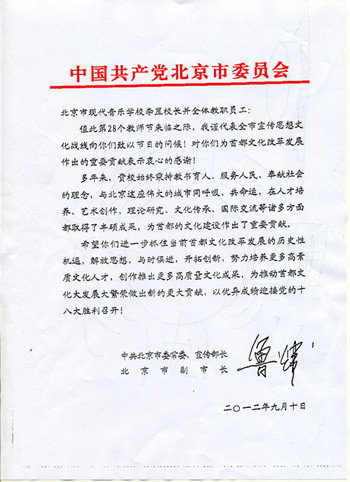 中国共产党北京市委员会
北京市现代音乐学校李罡校长并全体教职员工:
值此第28个教师节来临之际,我谨代表全市宣传思想文
化战线向你们致以节日的问候!对你们为首都文化改革发展
作出的重要贡献表示衷心的感谢!
多年来,贵校始终秉持教书育人、服务人民、奉献社会
的理念,与北京这座伟大的城市同呼吸、共命运,在人才培
养、艺术创作、理论研究、文化传承、国际交流等诸多方面
都取得了丰硕成果,为首都的文化建设作出了重要贡献。
希望你们进一步抓住当前首都文化改革发展的历史性
机遇,解放思想,与时俱进,开拓创新,努力培养更多高素
质文化人才,创作推出更多高质量文化成果,为推动首都文
化大发展大繁荣做出新的更大贡献,以优异成绩迎接党的十
八大胜利召开!
中共北京市委常委、宣传部长
北京市副市长
鲁炜
二〇一二年九月十日